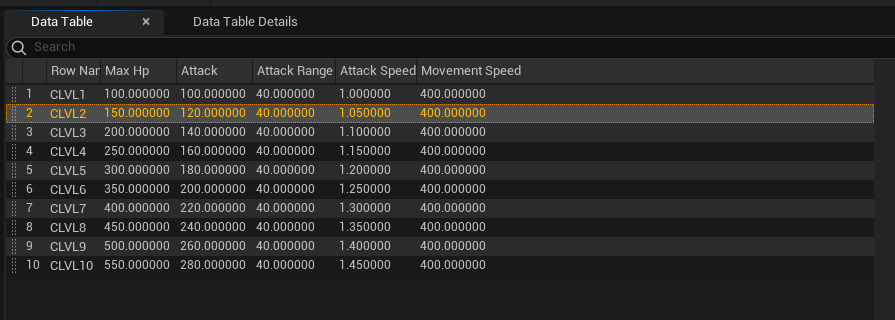 Data Table × Data Table Details
Search
Row Nar Max Hp Attack Attack Range Attack Speed Movement Speed
1 CLVL1 100.000000 100.000000 40.000000 1.000000 400.000000
2 CLVL2 150.000000 120.000000 40.000000 1.050000 400.000000
3 CLVL3 200.000000 140.000000 40.000000 1.100000 400.000000
4 CLVL4 250.000000 160.000000 40.000000 1.150000 400.000000
5 CLVL5 300.000000 180.000000 40.000000 1.200000 400.000000
6 CLVL6 350.000000 200.000000 40.000000 1.250000 400.000000
7 CLVL7 400.000000 220.000000 40.000000 1.300000 400.000000
8 CLVL8 450.000000 240.000000 40.000000 1.350000 400.000000
9 CLVL9 500.000000 260.000000 40.000000 1.400000 400.000000
10 CLVL10 550.000000 280.000000 40.000000 1.450000 400.000000